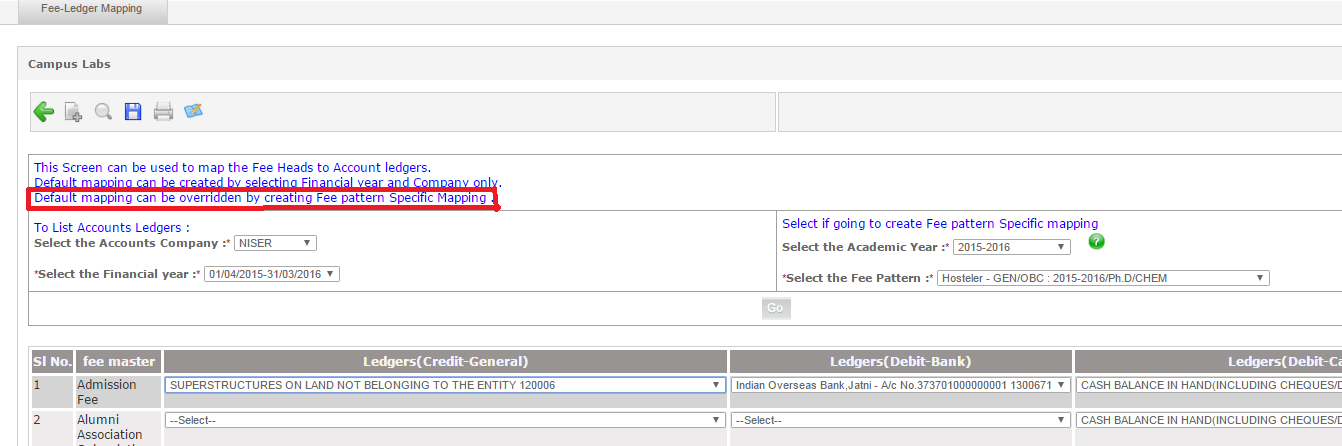 Fee-Ledger Mapping
Campus Labs
This Screen can be used to map the Fee Heads to Account ledgers.
Default mapping can be created by selecting Financial year and Company only.
Default mapping can be overridden by creating Fee pattern Specific Mapping .
To List Accounts Ledgers :
Select the Accounts Company :* NISER
*Select the Financial year :* 01/04/2015-31/03/2016
Select if going to create Fee pattern Specific mapping
Select the Academic Year :* 2015-2016 ?
*Select the Fee Pattern :* Hosteler - GEN/OBC : 2015-2016/Ph.D/CHEM
Go
Sl No. fee master Ledgers(Credit-General) Ledgers(Debit-Bank) Ledgers(Debit-Ca
1 Admission Fee SUPERSTRUCTURES ON LAND NOT BELONGING TO THE ENTITY 120006 Indian Overseas Bank,Jatni - A/c No.373701000000001 1300671 CASH BALANCE IN HAND(INCLUDING CHEQUES/D
2 Alumni Association --Select-- --Select-- CASH BALANCE IN HAND(INCLUDING CHEQUES/D